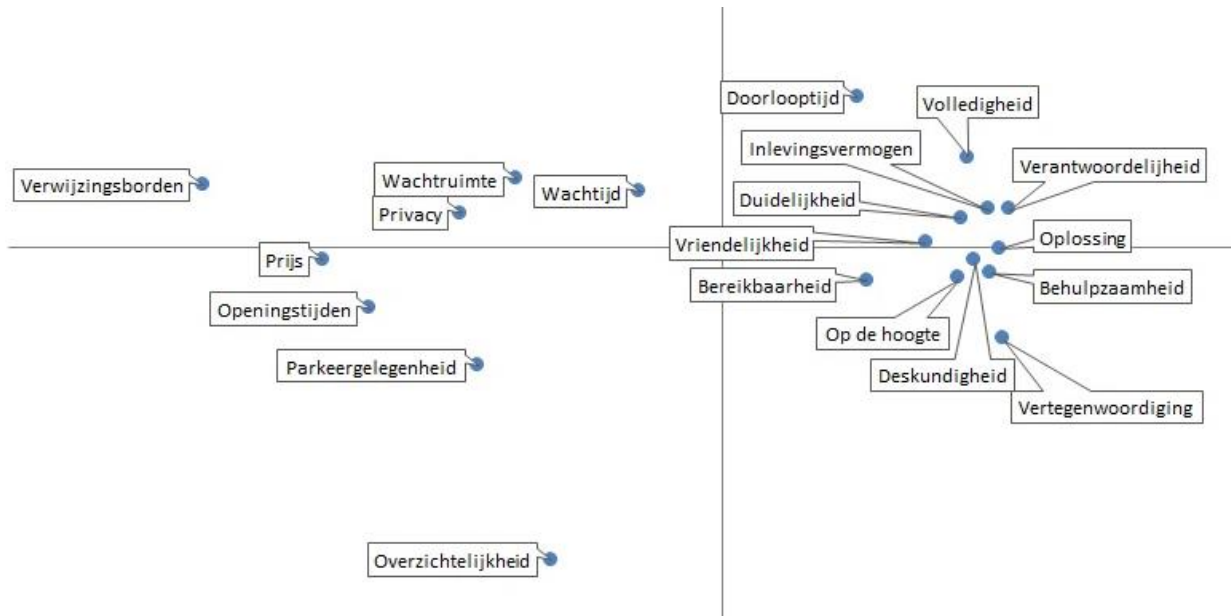 Doorlooptijd
Volledigheid
Inlevingsvermogen
Verantwoordelijheid
Verwijzingsborden
Wachtruimte
Wachtijd
Duidelijkheid
Privacy
Vriendelijkheid
Oplossing
Prijs
Bereikbaarheid
Behulpzaamheid
Openingstijden
Op de hoogte
Parkeergelegenheid
Deskundigheid
Vertegenwoordiging
Overzichtelijkheid